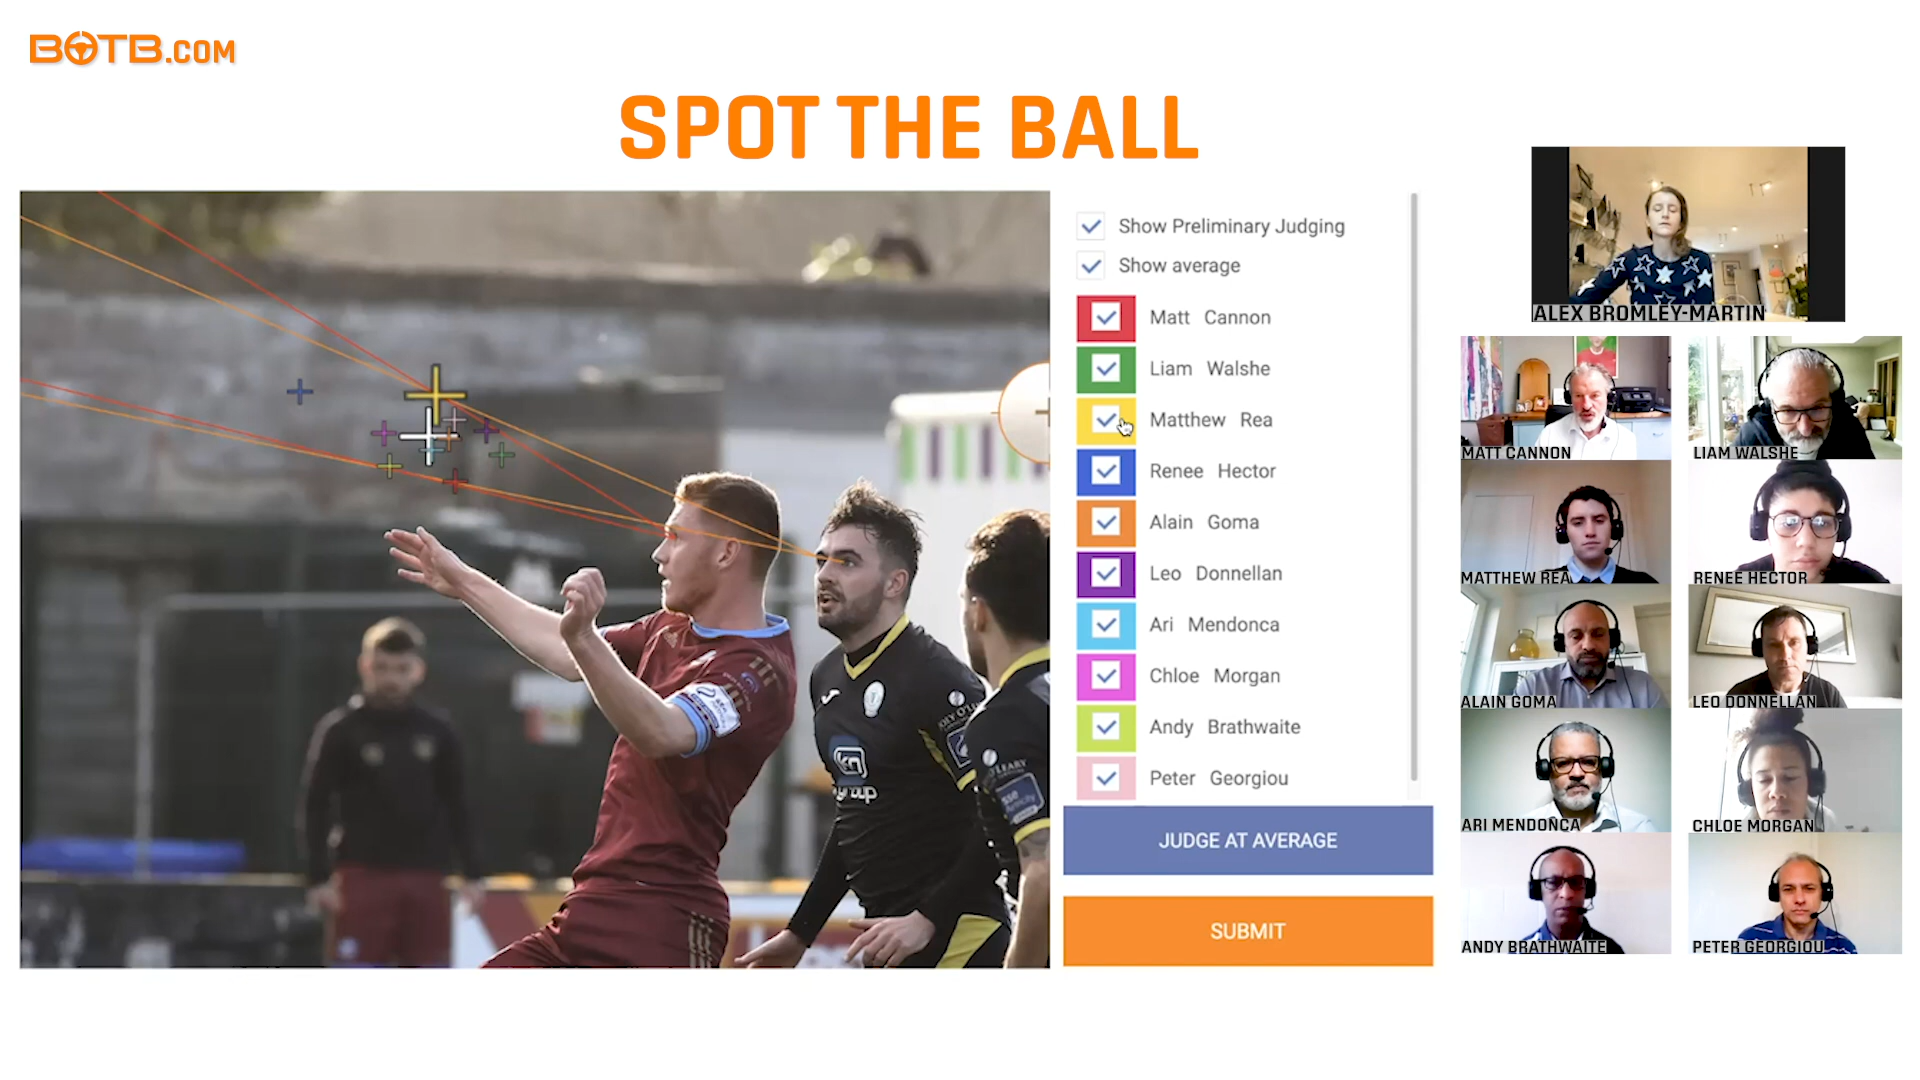 BOTB.COM
SPOT THE BALL
Show Preliminary Judging
Show average
Matt Cannon
Liam Walshe
Matthew Rea
Renee Hector
Alain Goma
Leo Donnellan
Ari Mendonca
Chloe Morgan
Andy Brathwaite
Peter Georgiou
JUDGE AT AVERAGE
SUBMIT
ALEX BROMLEY-MARTIN
MATT CANNON
LIAM WALSHE
MATTHEW REA
RENEE HECTOR
ALAIN GOMA
LEO DONNELLAN
ARI MENDONCA
CHLOE MORGAN
ANDY BRATHWAITE
PETER GEORGIOU